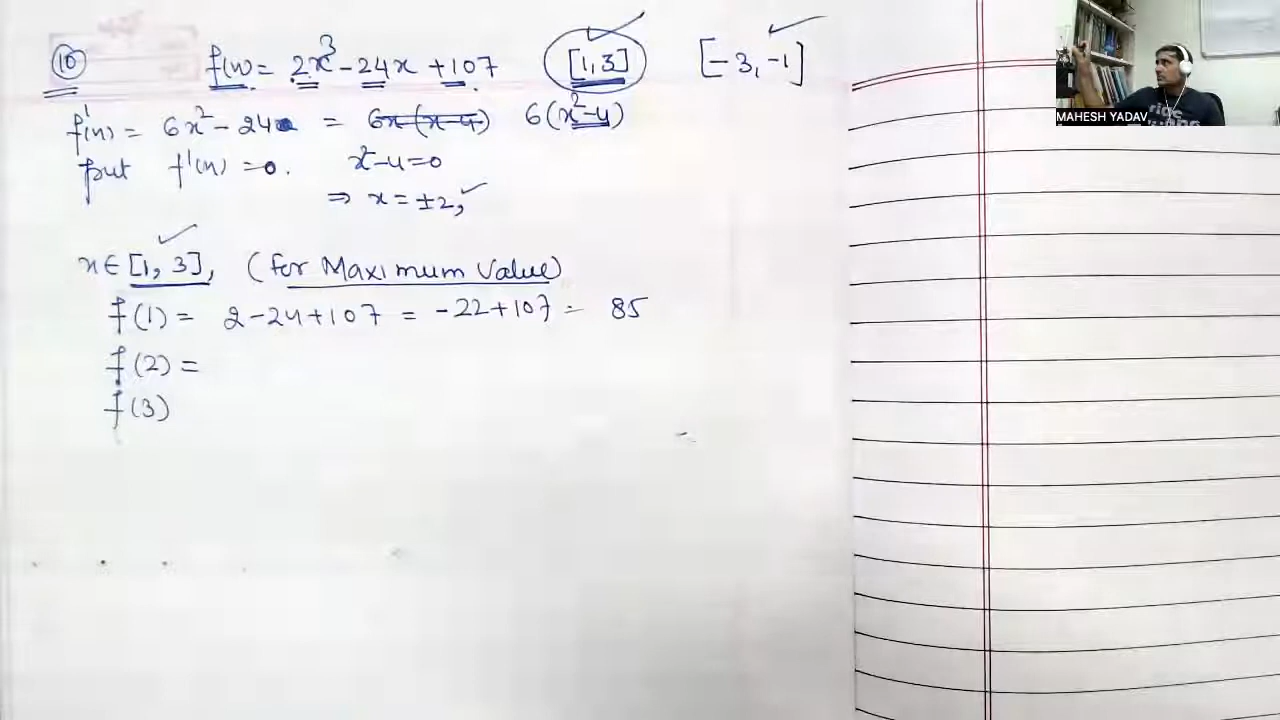 10 f(x) = 2x³ - 24x + 107 [1, 3] [-3, -1]
f'(x) = 6x² - 24 = 6x(x-4) 6(x²-4)
put f'(x) = 0. x²-4=0
⇒ x = ±2,
x ∈ [1, 3], (for Maximum Value)
f(1) = 2-24+107 = -22+107 = 85
f(2) =
f(3)
MAHESH YADAV